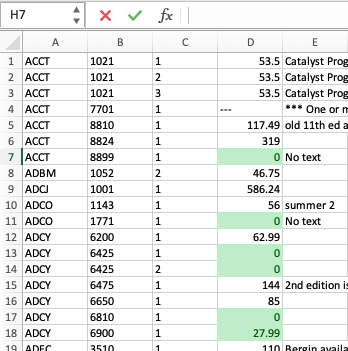 H7 fx
A B C D E
1 ACCT 1021 1 53.5 Catalyst Prog
2 ACCT 1021 2 53.5 Catalyst Prog
3 ACCT 1021 3 53.5 Catalyst Prog
4 ACCT 7701 1 --- *** One or m
5 ACCT 8810 1 117.49 old 11th ed a
6 ACCT 8824 1 319
7 ACCT 8899 1 0 No text
8 ADBM 1052 2 46.75
9 ADCJ 1001 1 586.24
10 ADCO 1143 1 56 summer 2
11 ADCO 1771 1 0 No text
12 ADCY 6200 1 62.99
13 ADCY 6425 1 0
14 ADCY 6425 2 0
15 ADCY 6475 1 144 2nd edition is
16 ADCY 6650 1 85
17 ADCY 6810 1 0
18 ADCY 6900 1 27.99
19 ADEC 3510 1 110 Bergin availa